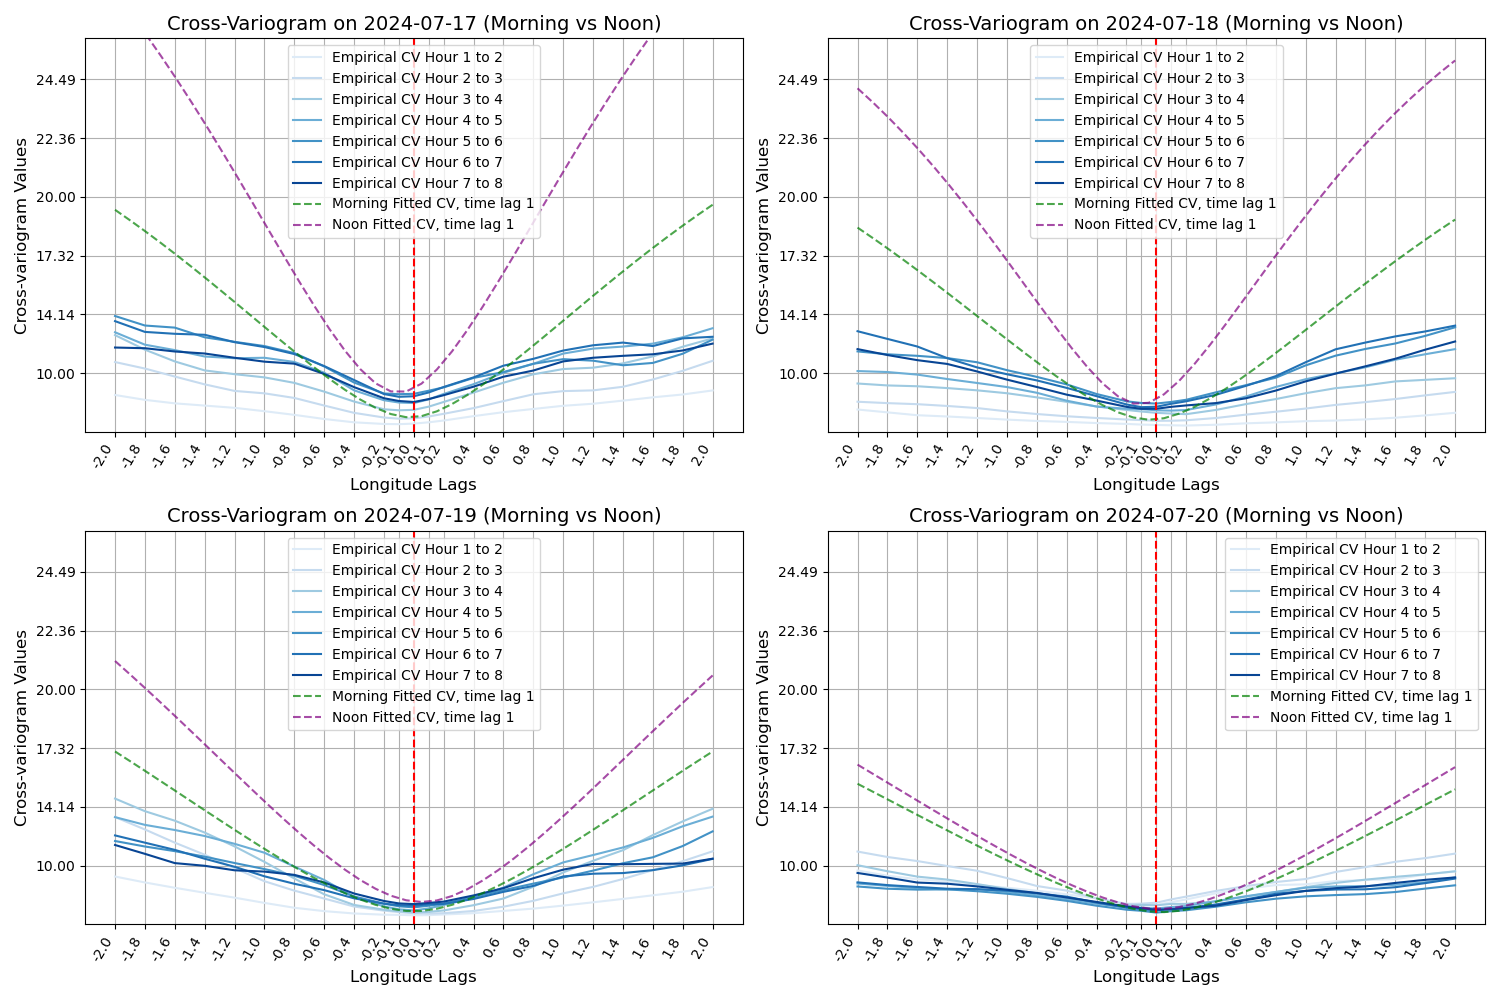 Cross-Variogram on 2024-07-17 (Morning vs Noon)
Cross-variogram Values
24.49
22.36
20.00
17.32
14.14
10.00
Empirical CV Hour 1 to 2
Empirical CV Hour 2 to 3
Empirical CV Hour 3 to 4
Empirical CV Hour 4 to 5
Empirical CV Hour 5 to 6
Empirical CV Hour 6 to 7
Empirical CV Hour 7 to 8
Morning Fitted CV, time lag 1
Noon Fitted CV, time lag 1
-2.0 -1.8 -1.6 -1.4 -1.2 -1.0 -0.8 -0.6 -0.4 -0.2 -0.1 0.0 0.1 0.2 0.4 0.6 0.8 1.0 1.2 1.4 1.6 1.8 2.0
Longitude Lags
Cross-Variogram on 2024-07-18 (Morning vs Noon)
Cross-variogram Values
24.49
22.36
20.00
17.32
14.14
10.00
Empirical CV Hour 1 to 2
Empirical CV Hour 2 to 3
Empirical CV Hour 3 to 4
Empirical CV Hour 4 to 5
Empirical CV Hour 5 to 6
Empirical CV Hour 6 to 7
Empirical CV Hour 7 to 8
Morning Fitted CV, time lag 1
Noon Fitted CV, time lag 1
-2.0 -1.8 -1.6 -1.4 -1.2 -1.0 -0.8 -0.6 -0.4 -0.2 -0.1 0.0 0.1 0.2 0.4 0.6 0.8 1.0 1.2 1.4 1.6 1.8 2.0
Longitude Lags
Cross-Variogram on 2024-07-19 (Morning vs Noon)
Cross-variogram Values
24.49
22.36
20.00
17.32
14.14
10.00
Empirical CV Hour 1 to 2
Empirical CV Hour 2 to 3
Empirical CV Hour 3 to 4
Empirical CV Hour 4 to 5
Empirical CV Hour 5 to 6
Empirical CV Hour 6 to 7
Empirical CV Hour 7 to 8
Morning Fitted CV, time lag 1
Noon Fitted CV, time lag 1
-2.0 -1.8 -1.6 -1.4 -1.2 -1.0 -0.8 -0.6 -0.4 -0.2 -0.1 0.0 0.1 0.2 0.4 0.6 0.8 1.0 1.2 1.4 1.6 1.8 2.0
Longitude Lags
Cross-Variogram on 2024-07-20 (Morning vs Noon)
Cross-variogram Values
24.49
22.36
20.00
17.32
14.14
10.00
Empirical CV Hour 1 to 2
Empirical CV Hour 2 to 3
Empirical CV Hour 3 to 4
Empirical CV Hour 4 to 5
Empirical CV Hour 5 to 6
Empirical CV Hour 6 to 7
Empirical CV Hour 7 to 8
Morning Fitted CV, time lag 1
Noon Fitted CV, time lag 1
-2.0 -1.8 -1.6 -1.4 -1.2 -1.0 -0.8 -0.6 -0.4 -0.2 -0.1 0.0 0.1 0.2 0.4 0.6 0.8 1.0 1.2 1.4 1.6 1.8 2.0
Longitude Lags